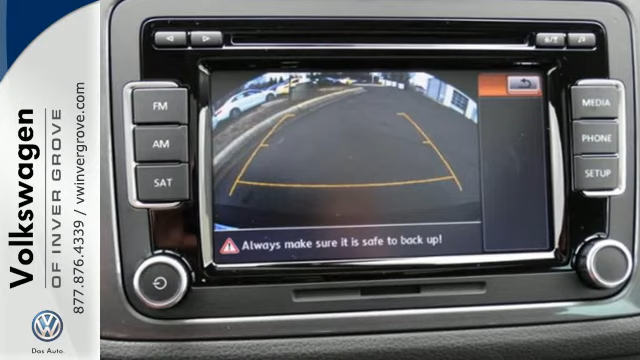 Volkswagen
OF INVER GROVE
877.876.4339 / vwinvergrove.com
Das Auto.
FM
AM
SAT
MEDIA
PHONE
SETUP
Always make sure it is safe to back up!